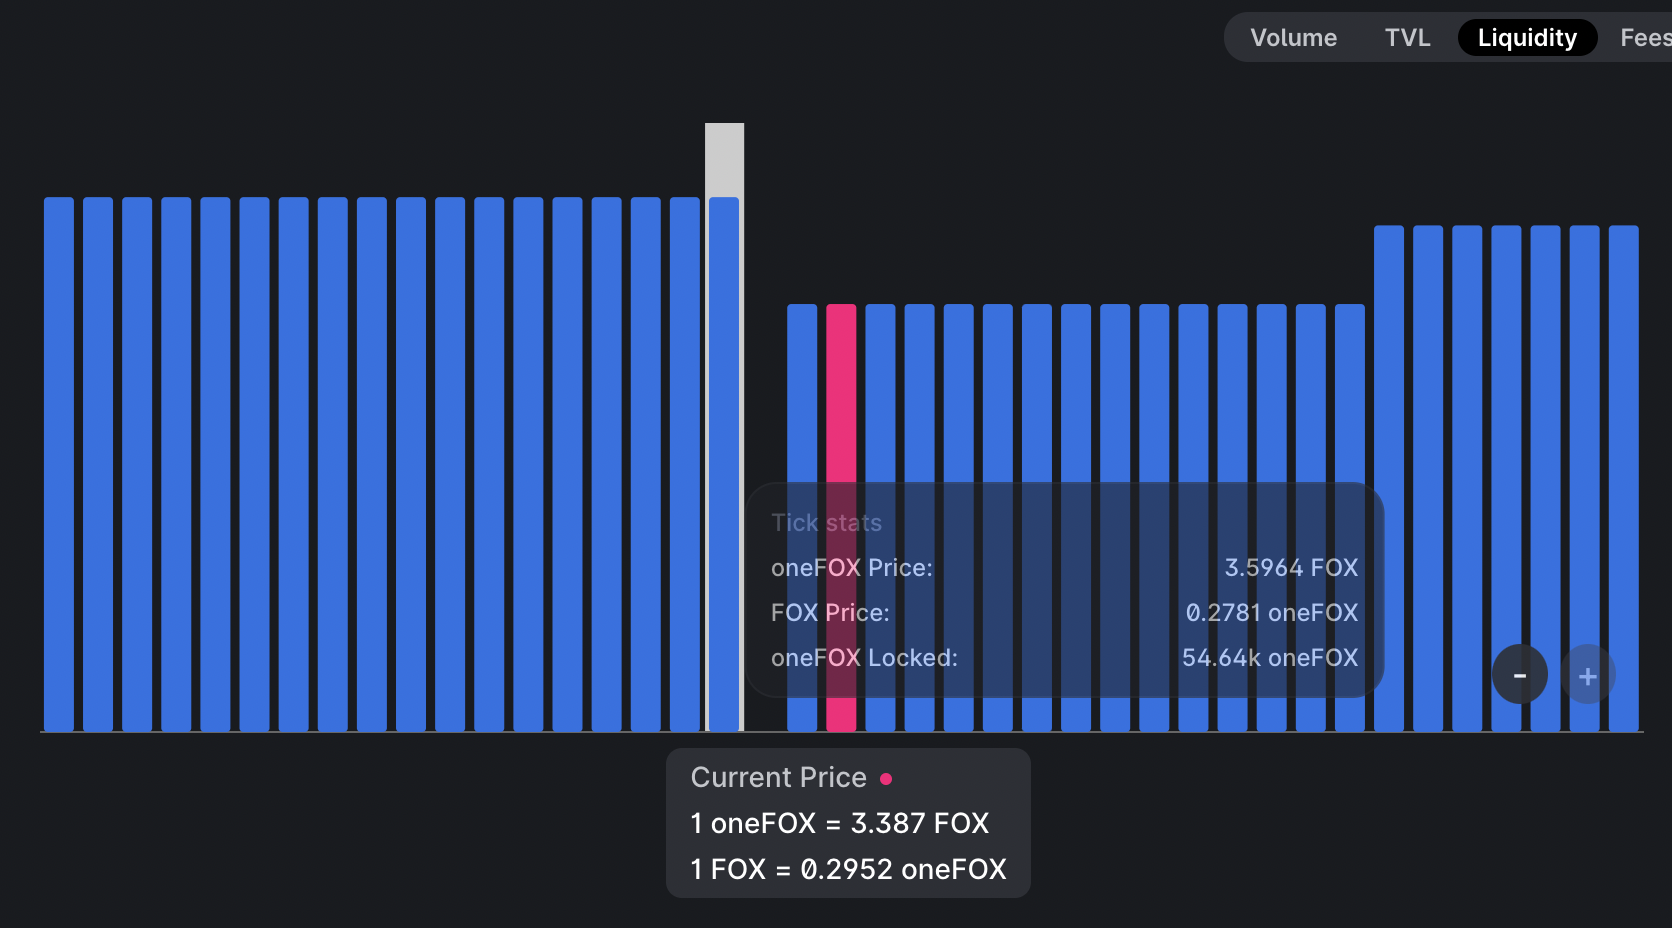 Volume TVL Liquidity Fees
Tick stats
oneFOX Price: 3.5964 FOX
FOX Price: 0.2781 oneFOX
oneFOX Locked: 54.64k oneFOX
- +
Current Price
1 oneFOX = 3.387 FOX
1 FOX = 0.2952 oneFOX